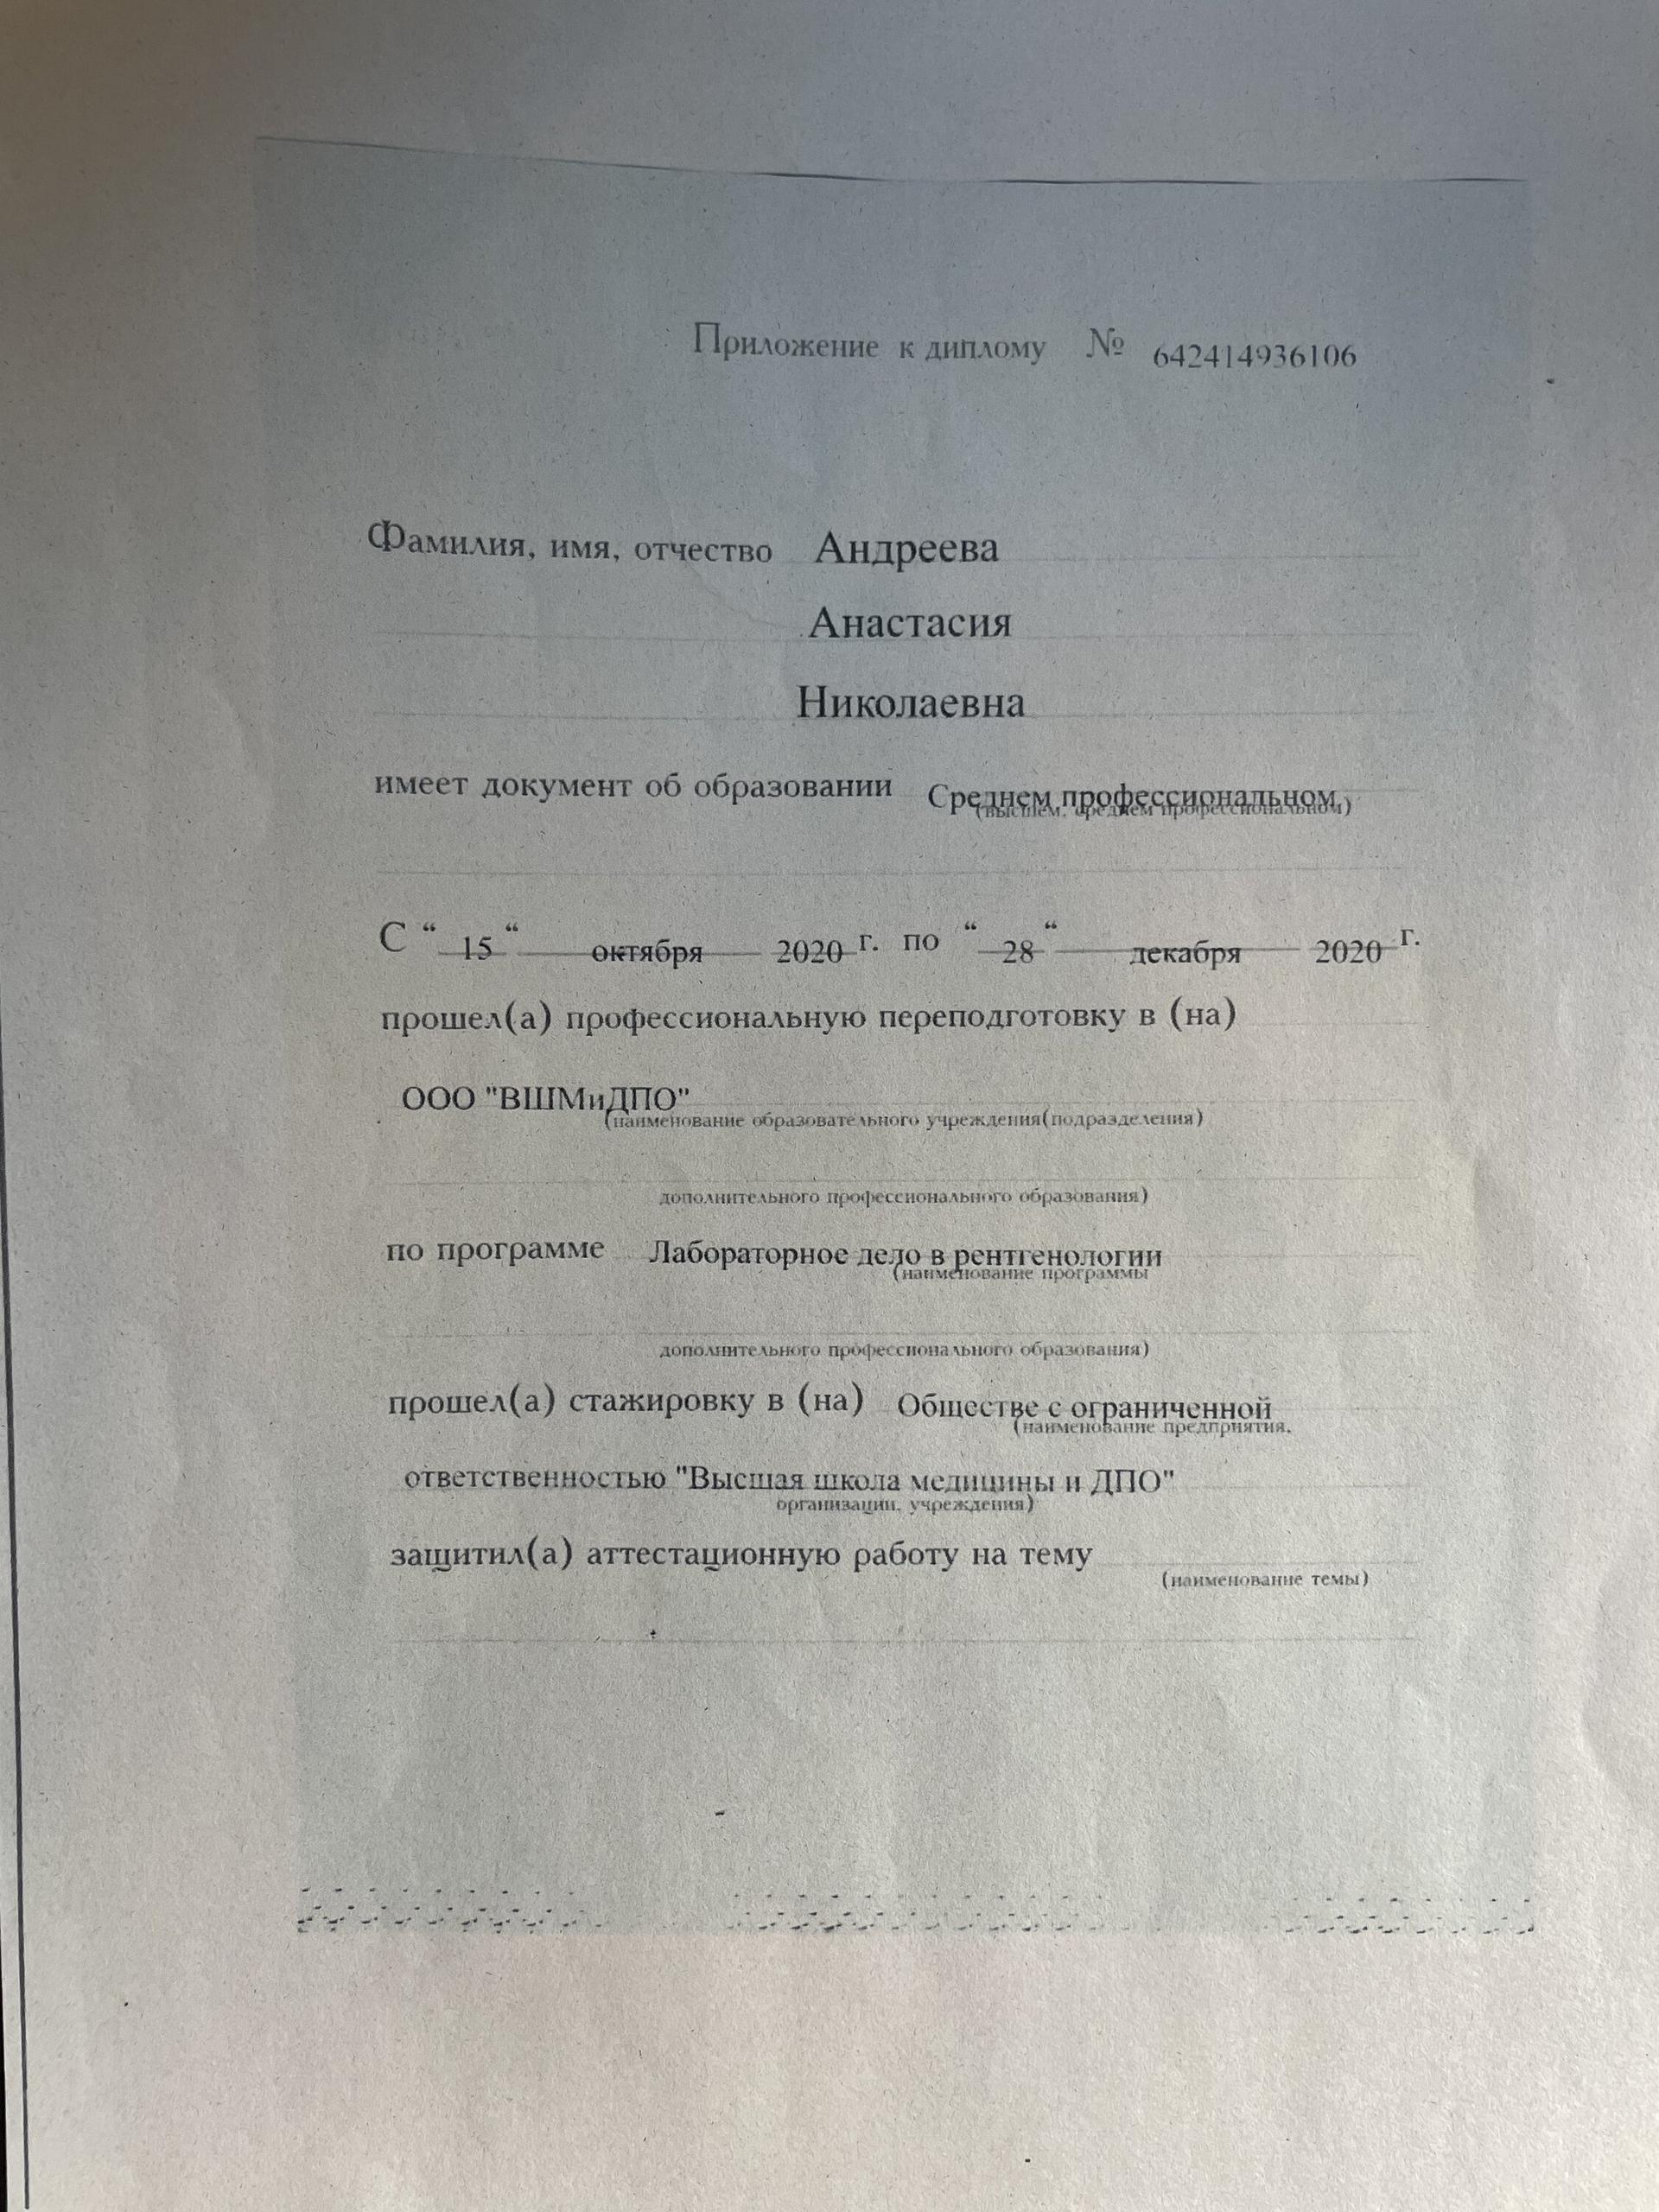 Приложение к диплому № 642414936106
Фамилия, имя, отчество Андреева
Анастасия
Николаевна
имеет документ об образовании Среднем профессиональном
(высшем, среднем профессиональном)
С “ 15 “ октября 2020 г. по “ 28 “ декабря 2020 г.
прошел(а) профессиональную переподготовку в (на)
ООО "ВШМиДПО"
(наименование образовательного учреждения(подразделения)
дополнительного профессионального образования)
по программе Лабораторное дело в рентгенологии
(наименование программы
дополнительного профессионального образования)
прошел(а) стажировку в (на) Обществе с ограниченной
(наименование предприятия,
ответственностью "Высшая школа медицины и ДПО"
организации, учреждения)
защитил(а) аттестационную работу на тему
(наименование темы)